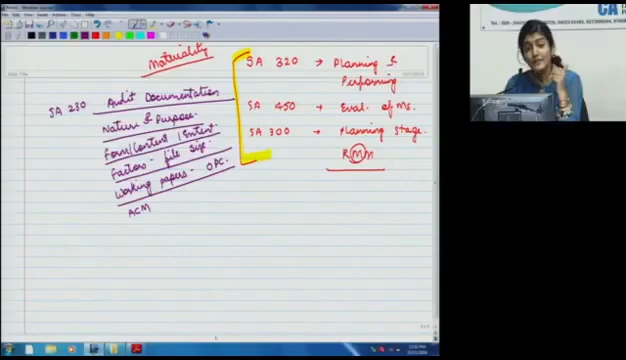 Materiality
SA 230 Audit Documentation
Nature & Purpose.
Form/Content/Extent
Factors - file size
Working papers - OPC.
ACM
SA 320 → Planning &
Performing
SA 450 → Eval. of Ms.
SA 300 → Planning stage.
RMM
CA